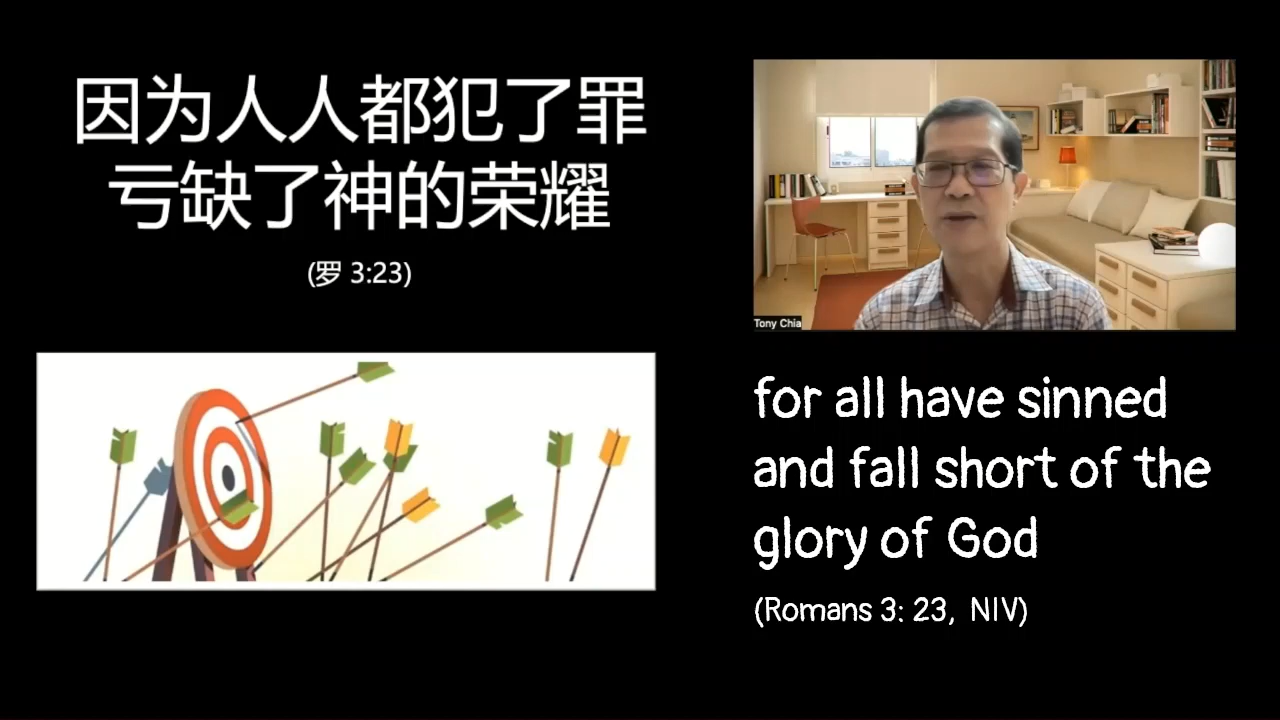 因为人人都犯了罪
亏缺了神的荣耀
(罗 3:23)
Tony Chia
for all have sinned
and fall short of the
glory of God
(Romans 3: 23, NIV)